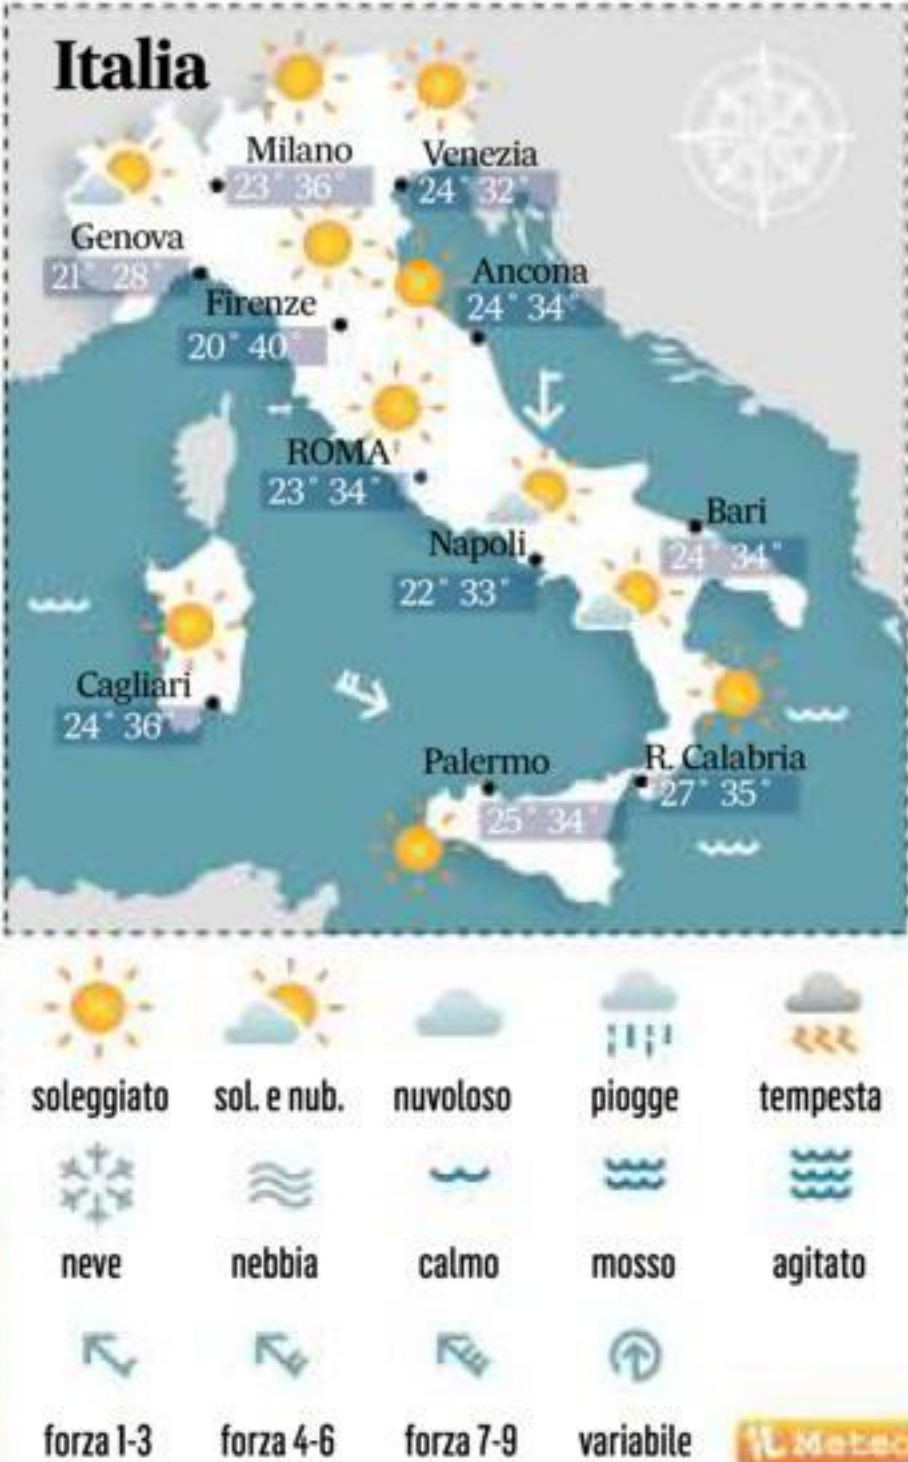 Italia
Milano
23° 36°
Venezia
24° 32°
Genova
21° 28°
Ancona
24° 34°
Firenze
20° 40°
ROMA
23° 34°
Bari
24° 34°
Napoli
22° 33°
Cagliari
24° 36°
Palermo
25° 34°
R. Calabria
27° 35°
soleggiato sol. e nub. nuvoloso piogge tempesta
neve nebbia calmo mosso agitato
forza 1-3 forza 4-6 forza 7-9 variabile